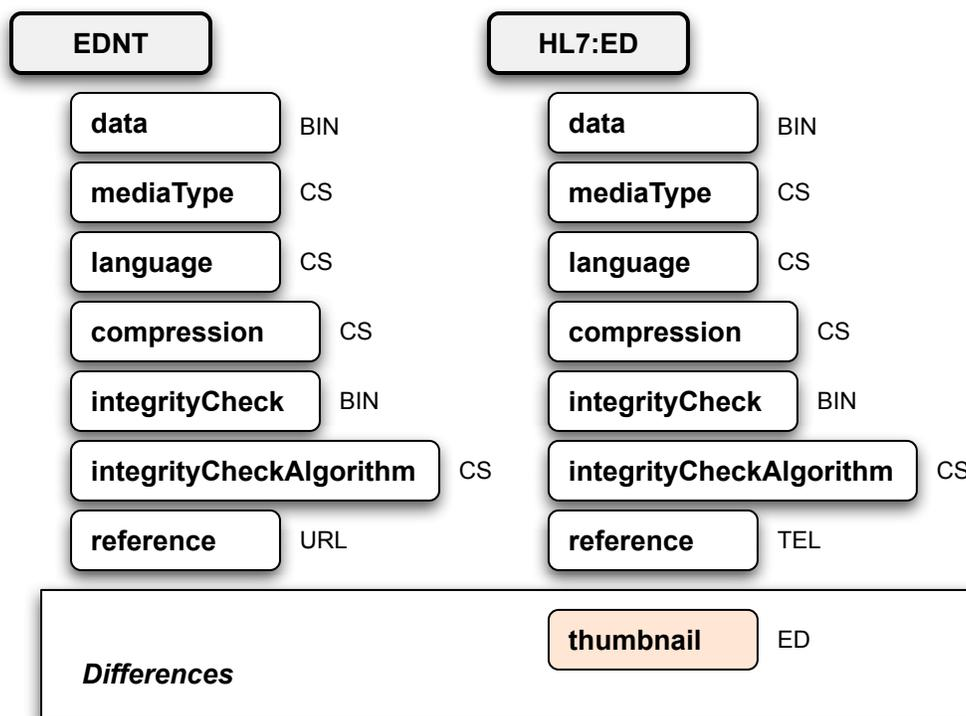 EDNT HL7:ED
data BIN data BIN
mediaType CS mediaType CS
language CS language CS
compression CS compression CS
integrityCheck BIN integrityCheck BIN
integrityCheckAlgorithm CS integrityCheckAlgorithm CS
reference URL reference TEL
thumbnail ED
Differences